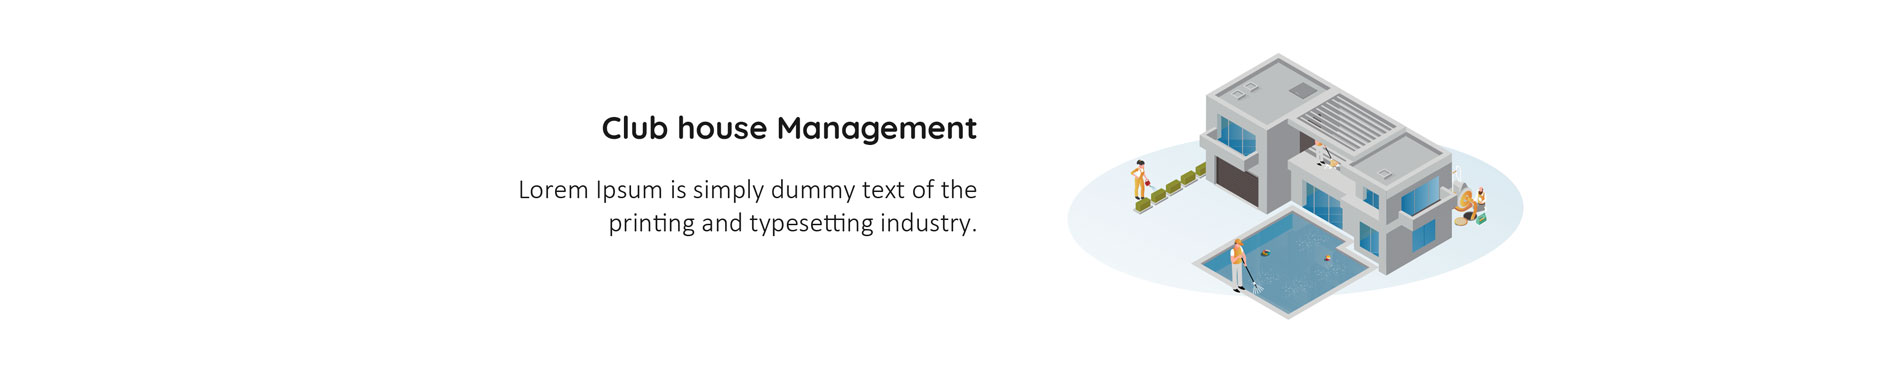 Club house Management
Lorem Ipsum is simply dummy text of the
printing and typesetting industry.